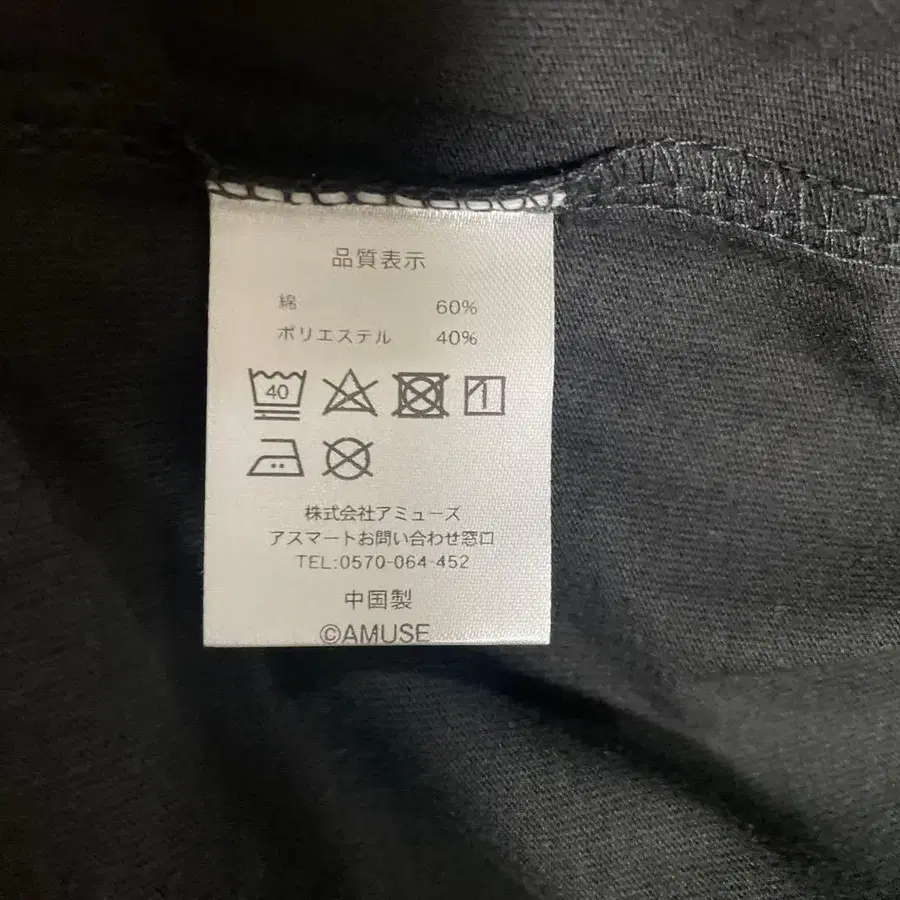 品質表示
綿 60%
ポリエステル 40%
40
株式会社アミューズ
アスマートお問い合わせ窓口
TEL:0570-064-452
中国製
©AMUSE